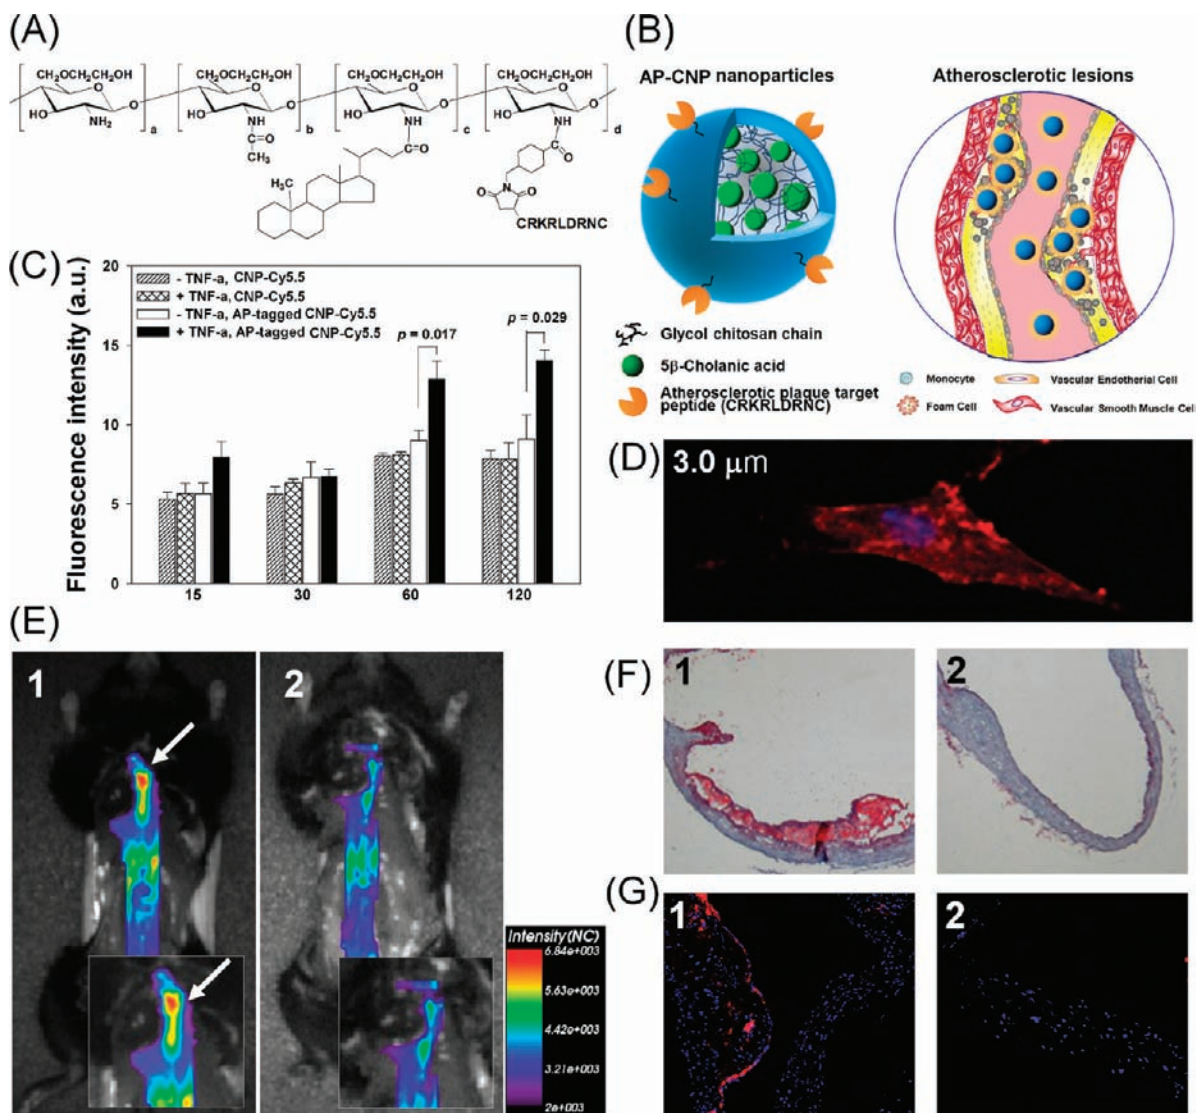 (A)
CH₂OCH₂CH₂OH
CH₂OCH₂CH₂OH
CH₂OCH₂CH₂OH
CH₂OCH₂CH₂OH
O
O
O
O
O
O
O
O
HO
HO
HO
HO
NH₂
NH
NH
NH
a
b
c
d
C=O
CH₃
C
O
C
O
H₃C
N
O
O
CRKRLDRNC
(B)
AP-CNP nanoparticles
Atherosclerotic lesions
Glycol chitosan chain
5β-Cholanic acid
Atherosclerotic plaque target
peptide (CRKRLDRNC)
Monocyte
Vascular Endotherial Cell
Foam Cell
Vascular Smooth Muscle Cell
(C)
Fluorescence intensity (a.u.)
20
15
10
5
0
- TNF-a, CNP-Cy5.5
+ TNF-a, CNP-Cy5.5
- TNF-a, AP-tagged CNP-Cy5.5
+ TNF-a, AP-tagged CNP-Cy5.5
p = 0.017
p = 0.029
15
30
60
120
(D)
3.0 μm
(E)
1
2
Intensity(NC)
6.84e+003
5.63e+003
4.42e+003
3.21e+003
2e+003
(F)
1
2
(G)
1
2